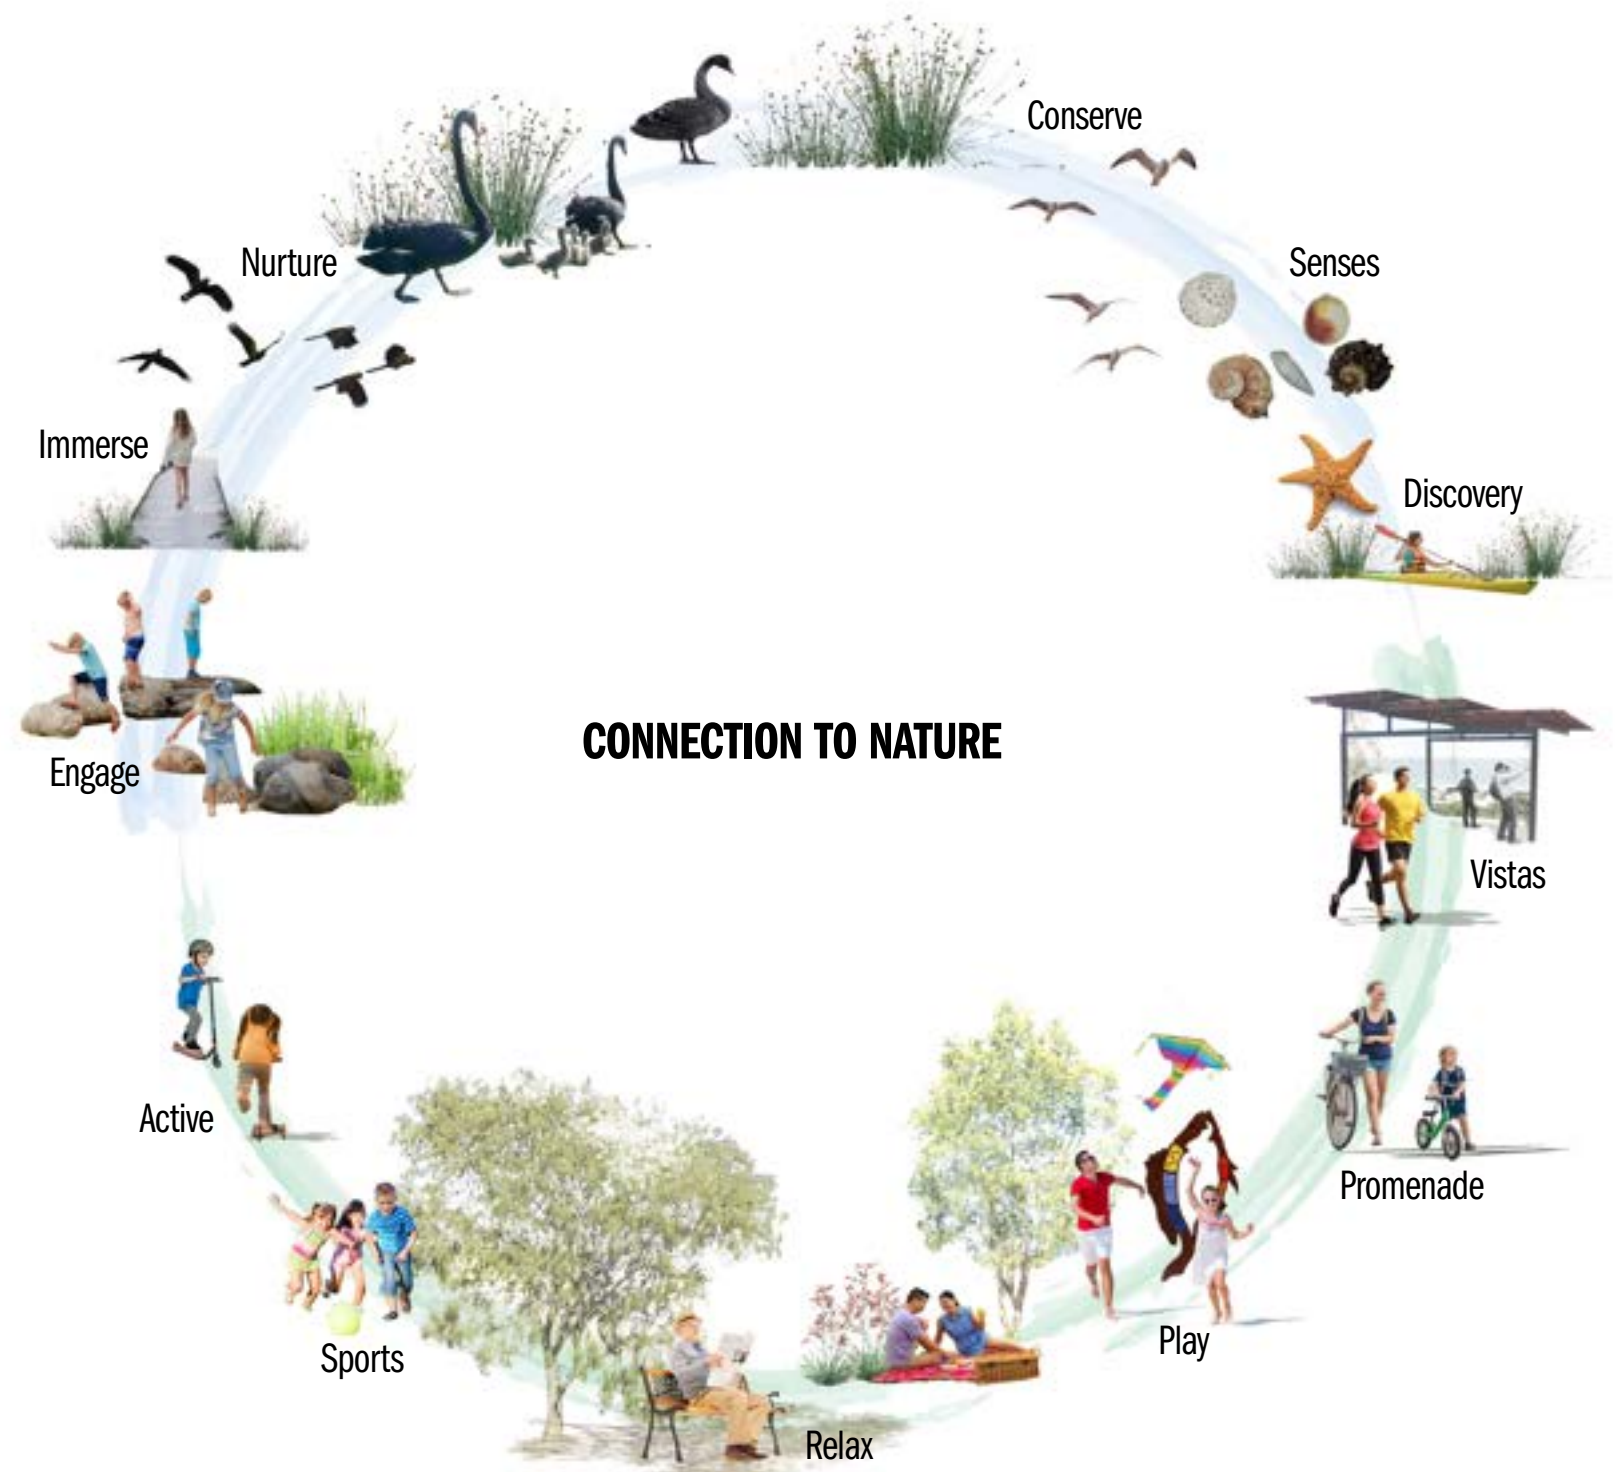 Conserve
Nurture
Senses
Immerse
Discovery
CONNECTION TO NATURE
Engage
Vistas
Active
Promenade
Play
Sports
Relax